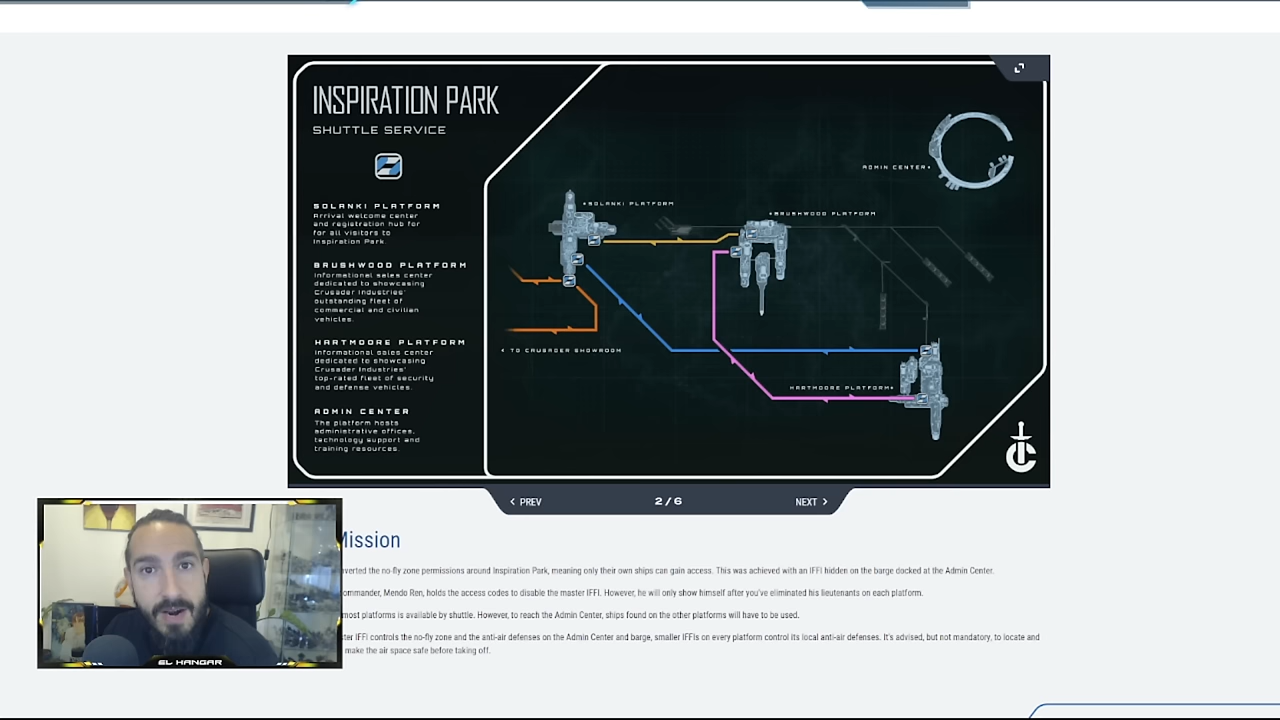 INSPIRATION PARK
SHUTTLE SERVICE
SOLANKI PLATFORM
Arrival welcome center
and registration hub for
for all visitors to
Inspiration Park.
BRUSHWOOD PLATFORM
Informational sales center
dedicated to showcasing
Crusader Industries'
outstanding fleet of
commercial and civilian
vehicles.
HARTMOORE PLATFORM
Informational sales center
dedicated to showcasing
Crusader Industries'
top-rated fleet of security
and defense vehicles.
ADMIN CENTER
The platform hosts
administrative offices,
technology support and
training resources.
ADMIN CENTER
SOLANKI PLATFORM
BRUSHWOOD PLATFORM
TO CRUSADER SHOWROOM
HARTMOORE PLATFORM
PREV
2/6
NEXT
Mission
verted the no-fly zone permissions around Inspiration Park, meaning only their own ships can gain access. This was achieved with an IFFI hidden on the barge docked at the Admin Center.
ommander, Mendo Ren, holds the access codes to disable the master IFFI. However, he will only show himself after you've eliminated his lieutenants on each platform.
most platforms is available by shuttle. However, to reach the Admin Center, ships found on the other platforms will have to be used.
ter IFFI controls the no-fly zone and the anti-air defenses on the Admin Center and barge, smaller IFFIs on every platform control its local anti-air defenses. It's advised, but not mandatory, to locate and
make the air space safe before taking off.
EL HANGAR